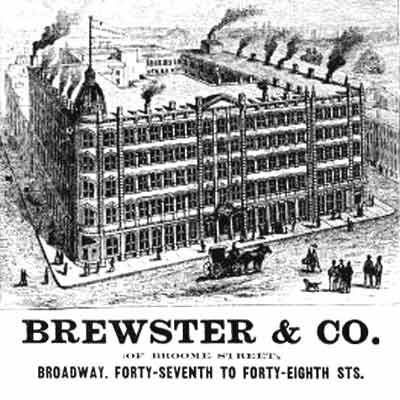 BREWSTER & CO.
(OF BROOME STREET),
BROADWAY, FORTY-SEVENTH TO FORTY-EIGHTH STS.